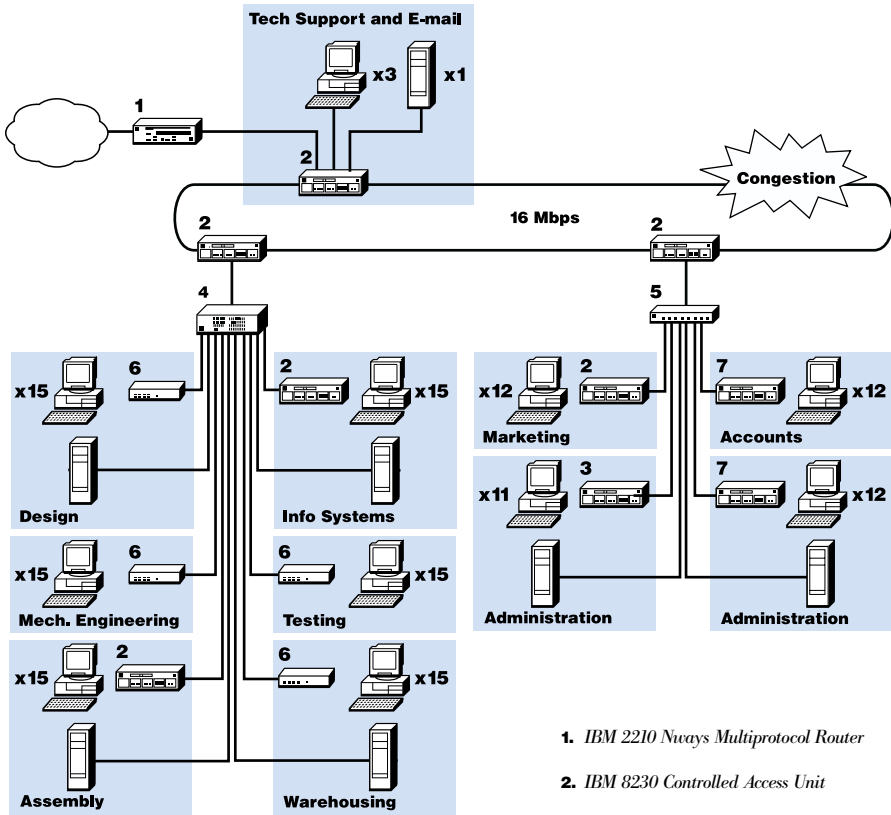 Tech Support and E-mail
x3
x1
1
2
Congestion
16 Mbps
2
2
4
5
x15
6
2
x15
Design
Info Systems
x12
2
7
x12
Marketing
Accounts
x11
3
7
x12
Administration
Administration
x15
6
6
x15
Mech. Engineering
Testing
x15
2
6
x15
Assembly
Warehousing
1. IBM 2210 Nways Multiprotocol Router
2. IBM 8230 Controlled Access Unit